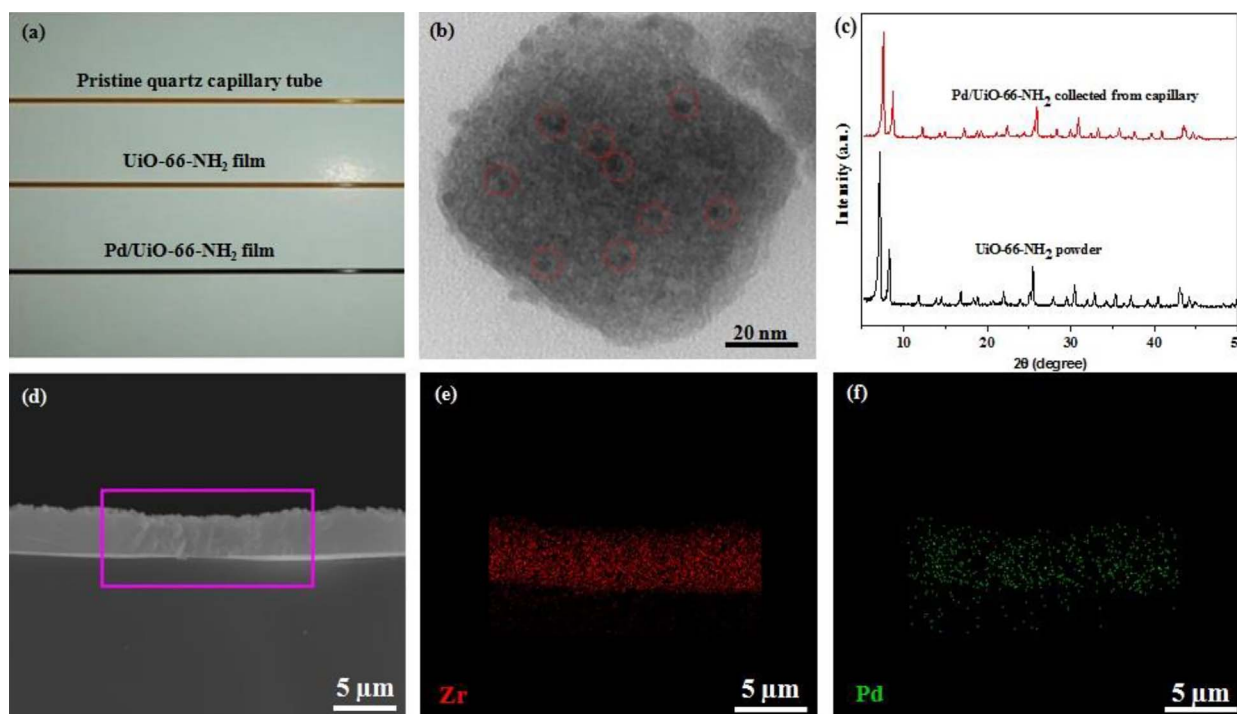 (a)
Pristine quartz capillary tube
UiO-66-NH2 film
Pd/UiO-66-NH2 film
(b)
20 nm
(c)
Pd/UiO-66-NH2 collected from capillary
UiO-66-NH2 powder
Intensity (a.u.)
10 20 30 40 5
2θ (degree)
(d)
5 µm
(e)
Zr
5 µm
(f)
Pd
5 µm